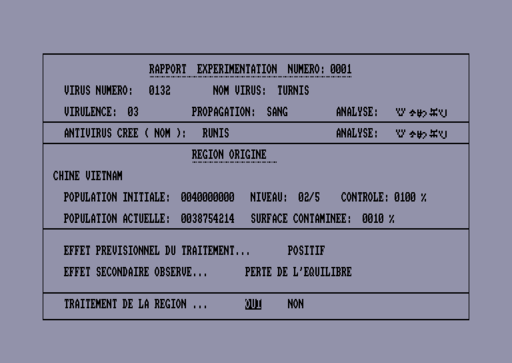 RAPPORT EXPERIMENTATION NUMERO: 0001
VIRUS NUMERO: 0132 NOM VIRUS: TURNIS
VIRULENCE: 03 PROPAGATION: SANG ANALYSE:
ANTIVIRUS CREE ( NOM ): RUNIS ANALYSE:
REGION ORIGINE
CHINE VIETNAM
POPULATION INITIALE: 0040000000 NIVEAU: 02/5 CONTROLE: 0100 %
POPULATION ACTUELLE: 0038754214 SURFACE CONTAMINEE: 0010 %
EFFET PREVISIONNEL DU TRAITEMENT... POSITIF
EFFET SECONDAIRE OBSERVE... PERTE DE L'EQUILIBRE
TRAITEMENT DE LA REGION ... OUI NON